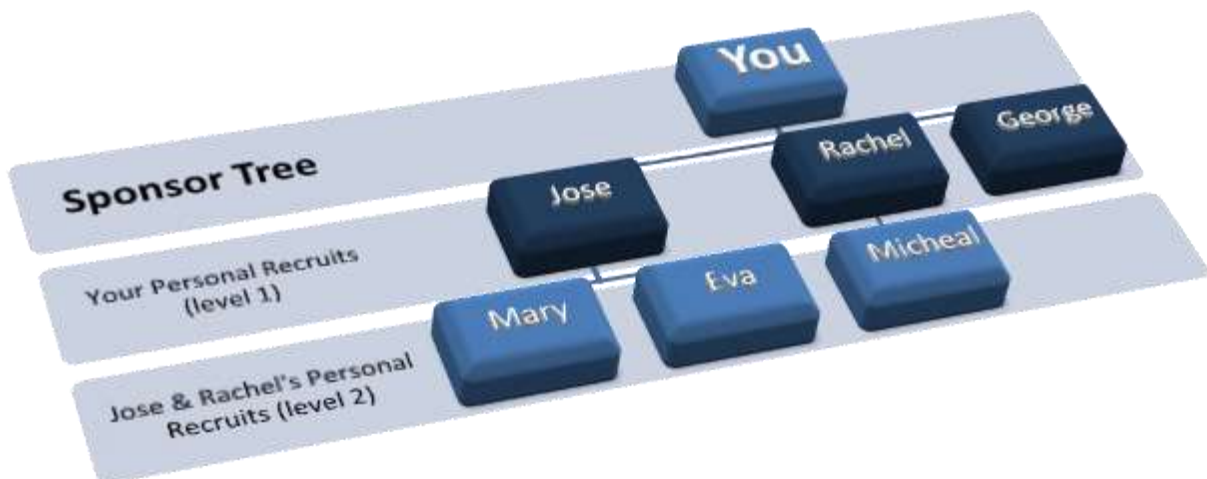 You
Sponsor Tree
Jose
Rachel
George
Your Personal Recruits
(level 1)
Mary
Eva
Micheal
Jose & Rachel's Personal
Recruits (level 2)